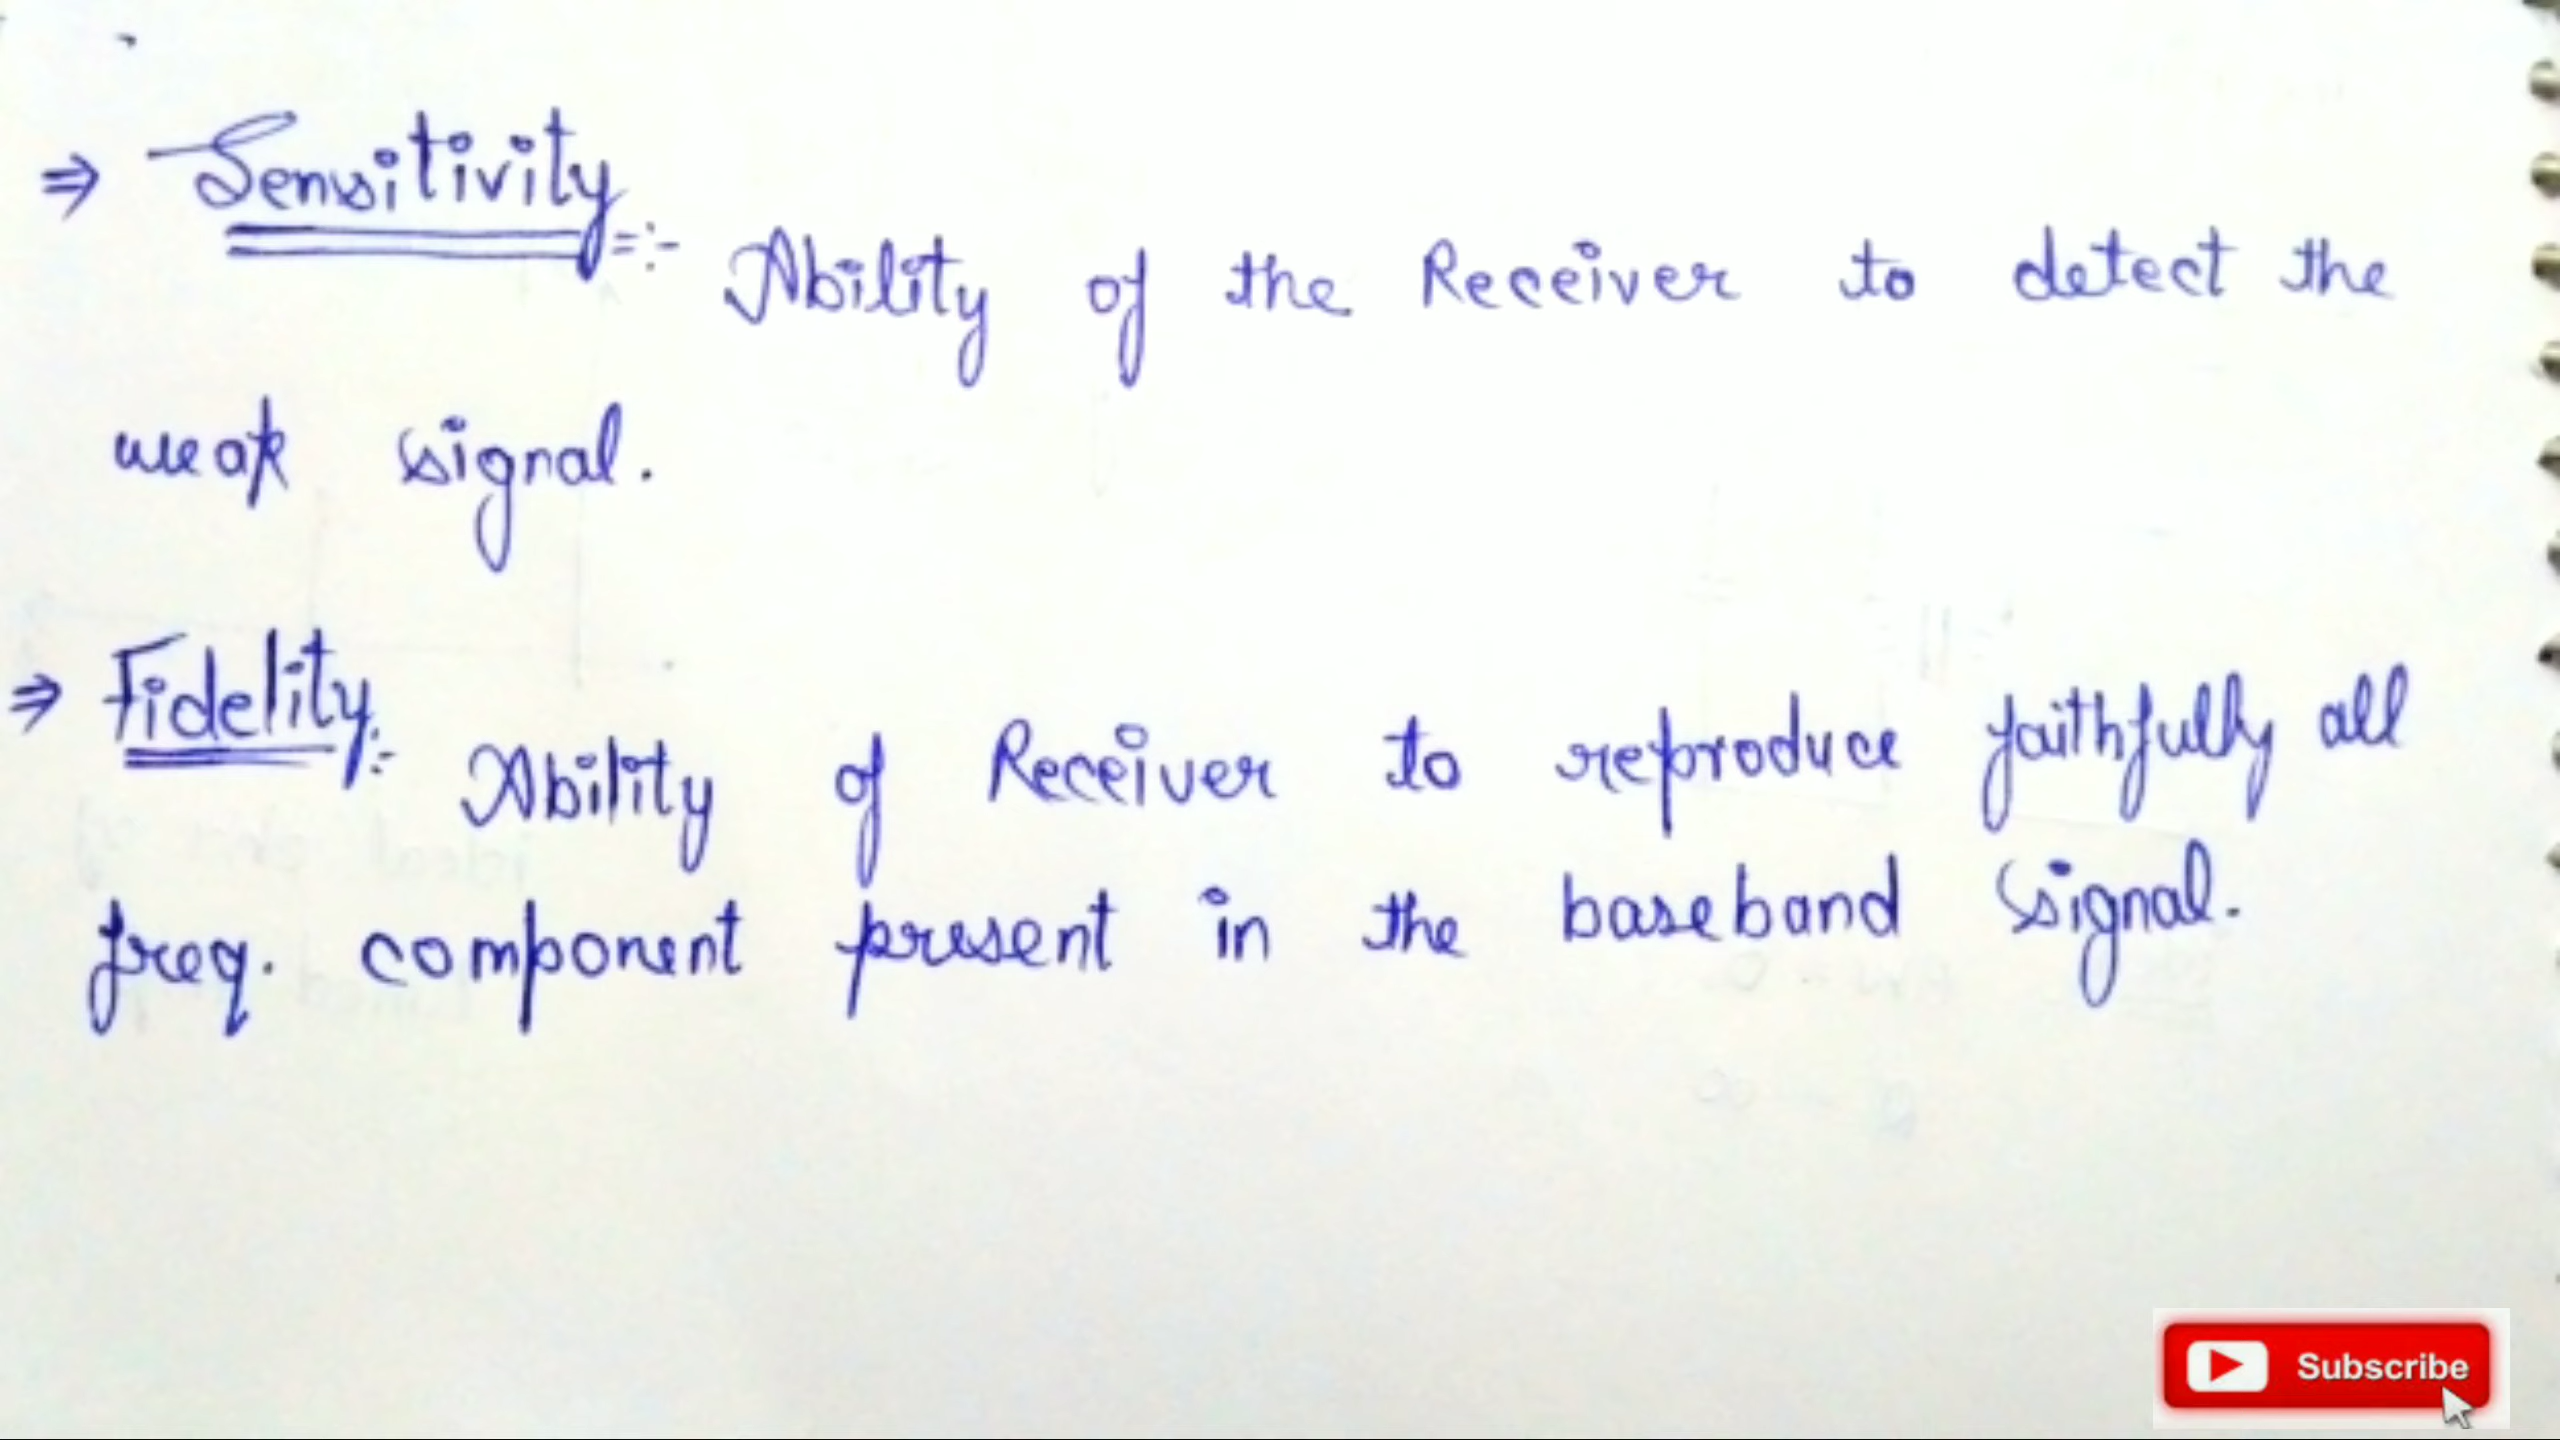 ⇒ Sensitivity :- Ability of the Receiver to detect the
weak signal.
⇒ Fidelity :- Ability of Receiver to reproduce faithfully all
freq. component present in the baseband signal.
Subscribe